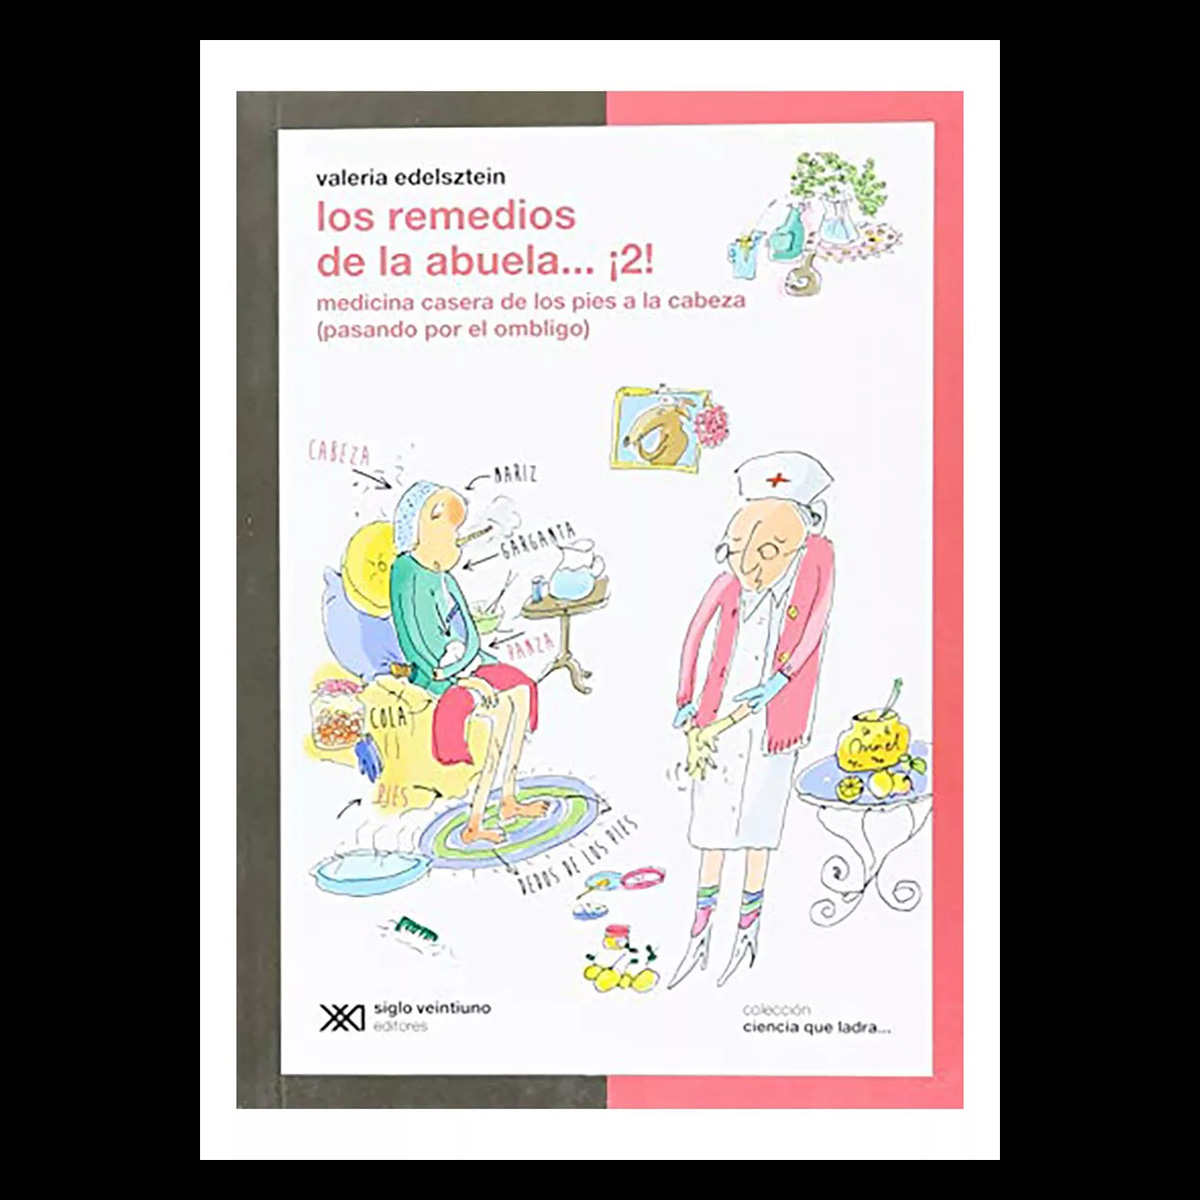 valeria edelsztein
los remedios
de la abuela... ¡2!
medicina casera de los pies a la cabeza
(pasando por el ombligo)
CABEZA
NARIZ
GARGANTA
PANZA
COLA
PIES
DEDOS DE LOS PIES
miel
siglo veintiuno
editores
colección
ciencia que ladra...